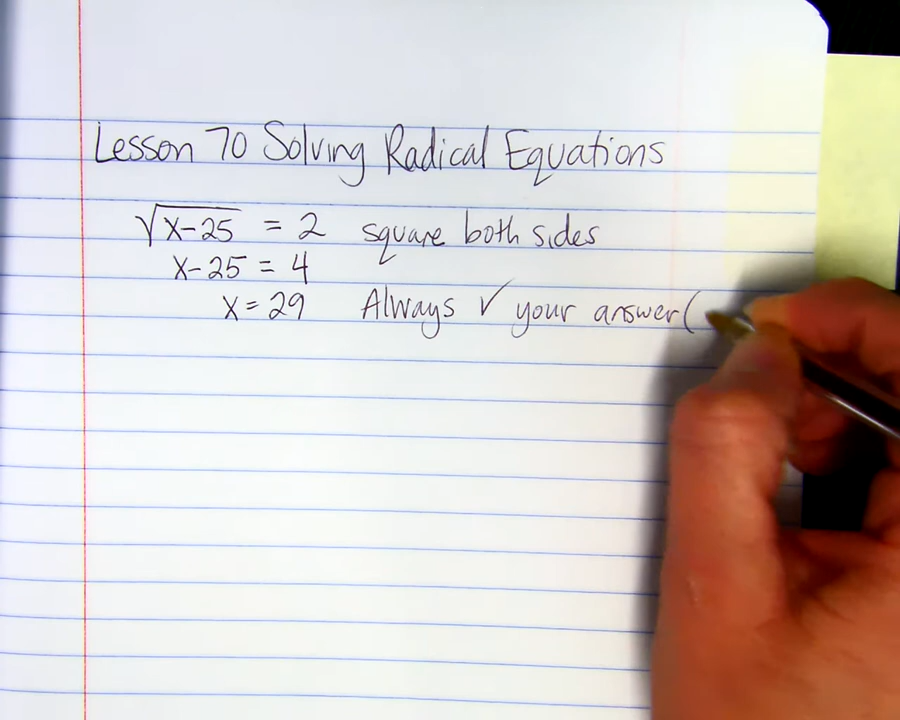 Lesson 70 Solving Radical Equations
√x-25 = 2 square both sides
x-25 = 4
x = 29 Always ✓ your answer(